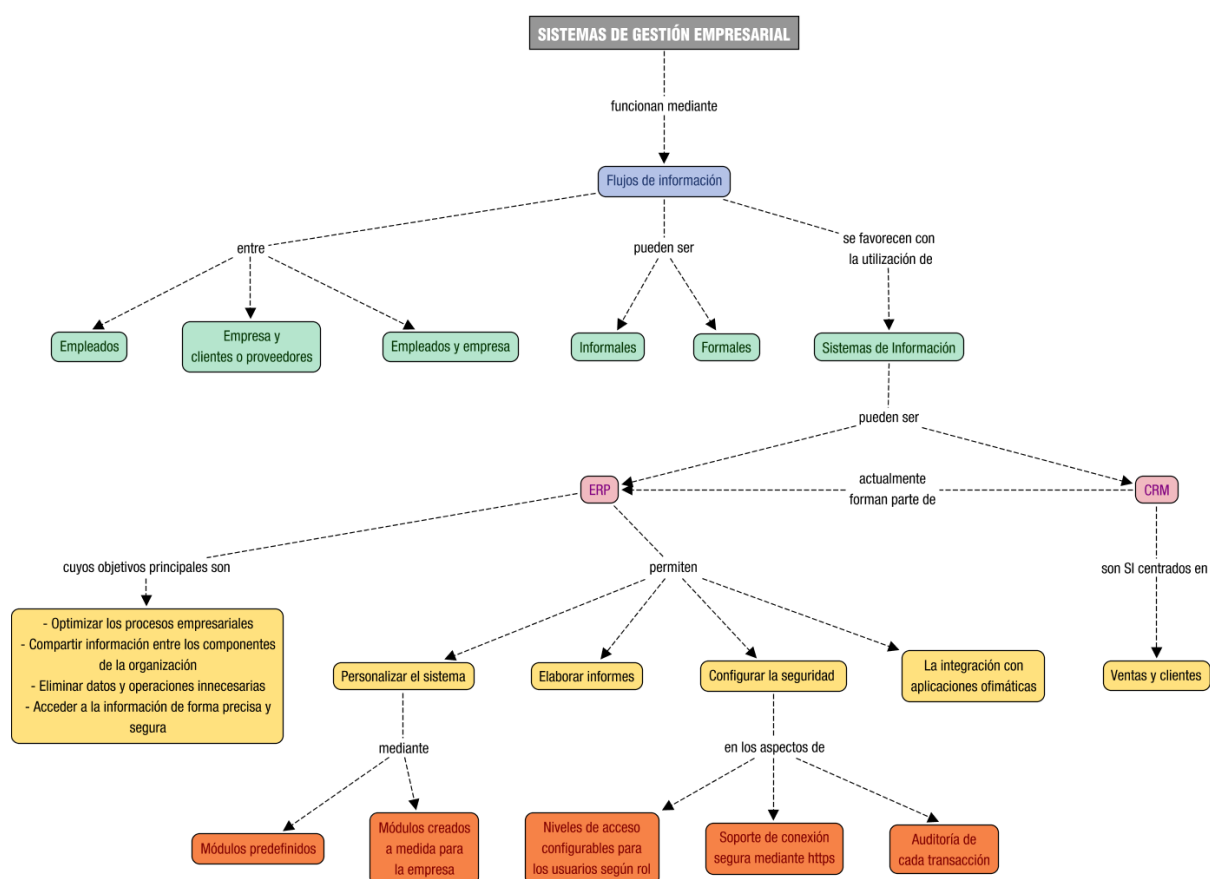 SISTEMAS DE GESTIÓN EMPRESARIAL
funcionan mediante
Flujos de información
entre
pueden ser
se favorecen con
la utilización de
Empleados
Empresa y
clientes o proveedores
Empleados y empresa
Informales
Formales
Sistemas de Información
pueden ser
ERP
actualmente
forman parte de
CRM
cuyos objetivos principales son
permiten
son SI centrados en
- Optimizar los procesos empresariales
- Compartir información entre los componentes
de la organización
- Eliminar datos y operaciones innecesarias
- Acceder a la información de forma precisa y
segura
Personalizar el sistema
Elaborar informes
Configurar la seguridad
La integración con
aplicaciones ofimáticas
Ventas y clientes
mediante
en los aspectos de
Módulos predefinidos
Módulos creados
a medida para
la empresa
Niveles de acceso
configurables para
los usuarios según rol
Soporte de conexión
segura mediante https
Auditoría de
cada transacción